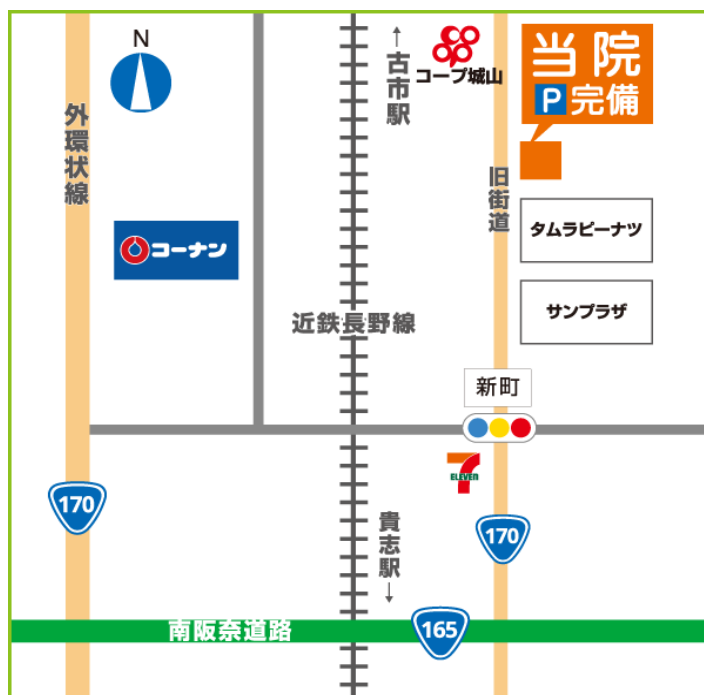 N
外環状線
コーナン
↑
古市駅
コープ城山
当院
P完備
旧街道
タムラピーナツ
サンプラザ
近鉄長野線
新町
7
ELEVEN
170
貴志駅
↓
170
南阪奈道路
165